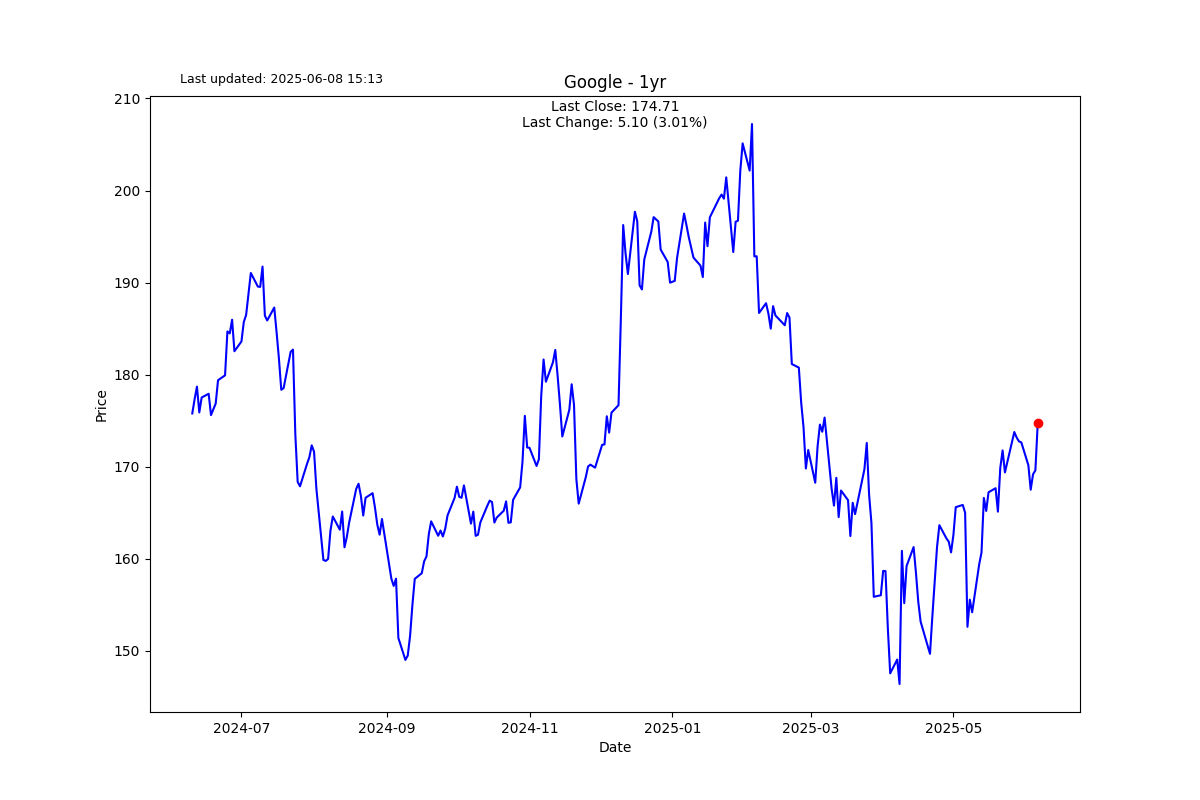 Last updated: 2025-06-08 15:13
Google - 1yr
Last Close: 174.71
Last Change: 5.10 (3.01%)
210
200
190
180
170
160
150
Price
2024-07 2024-09 2024-11 2025-01 2025-03 2025-05
Date